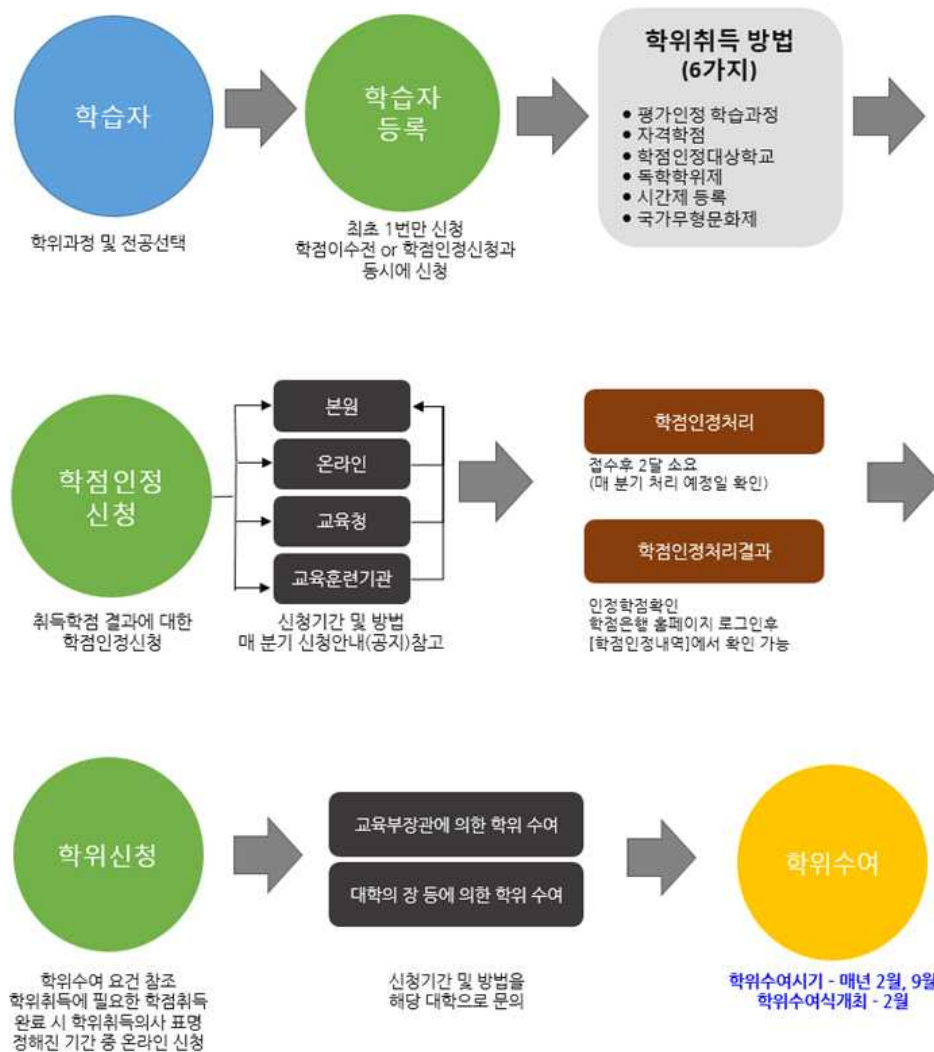 학습자
학위과정 및 전공선택
학습자
등록
최초 1번만 신청
학점이수전 or 학점인정신청과
동시에 신청
학위취득 방법
(6가지)
● 평가인정 학습과정
● 자격학점
● 학점인정대상학교
● 독학학위제
● 시간제 등록
● 국가무형문화제
학점인정
신청
취득학점 결과에 대한
학점인정신청
본원
온라인
교육청
교육훈련기관
신청기간 및 방법
매 분기 신청안내(공지)참고
학점인정처리
접수후 2달 소요
(매 분기 처리 예정일 확인)
학점인정처리결과
인정학점확인
학점은행 홈페이지 로그인후
[학점인정내역]에서 확인 가능
학위신청
학위수여 요건 참조
학위취득에 필요한 학점취득
완료 시 학위취득의사 표명
정해진 기간 중 온라인 신청
교육부장관에 의한 학위 수여
대학의 장 등에 의한 학위 수여
신청기간 및 방법을
해당 대학으로 문의
학위수여
학위수여시기 - 매년 2월, 9월
학위수여식개최 - 2월